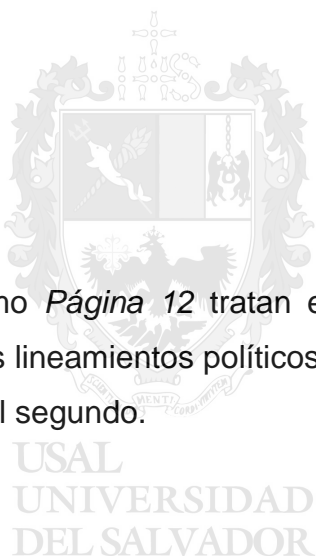 no Página 12 tratan e
s lineamientos políticos
l segundo.
USAL
UNIVERSIDAD
DEL SALVADOR